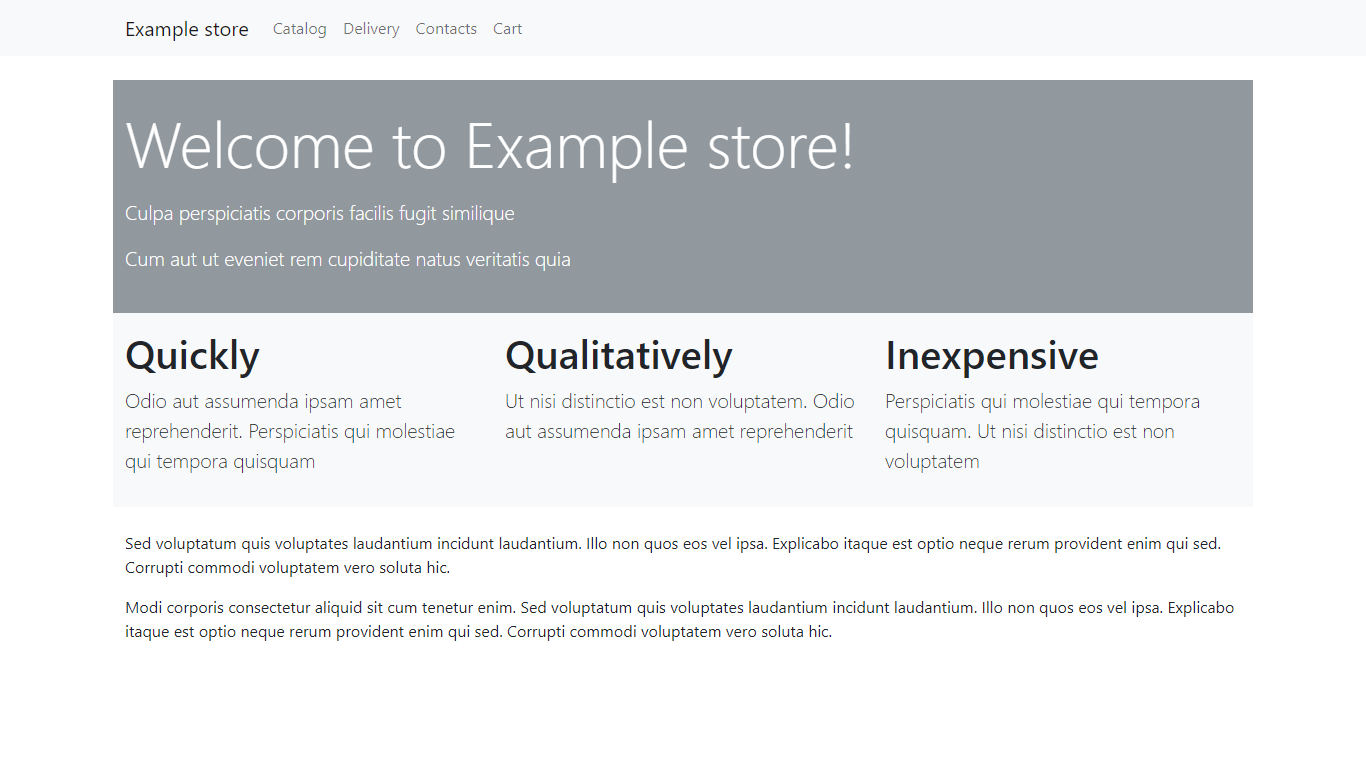 Example store Catalog Delivery Contacts Cart
Welcome to Example store!
Culpa perspiciatis corporis facilis fugit similique
Cum aut ut eveniet rem cupiditate natus veritatis quia
Quickly
Odio aut assumenda ipsam amet
reprehenderit. Perspiciatis qui molestiae
qui tempora quisquam
Qualitatively
Ut nisi distinctio est non voluptatem. Odio
aut assumenda ipsam amet reprehenderit
Inexpensive
Perspiciatis qui molestiae qui tempora
quisquam. Ut nisi distinctio est non
voluptatem
Sed voluptatum quis voluptates laudantium incidunt laudantium. Illo non quos eos vel ipsa. Explicabo itaque est optio neque rerum provident enim qui sed.
Corrupti commodi voluptatem vero soluta hic.
Modi corporis consectetur aliquid sit cum tenetur enim. Sed voluptatum quis voluptates laudantium incidunt laudantium. Illo non quos eos vel ipsa. Explicabo
itaque est optio neque rerum provident enim qui sed. Corrupti commodi voluptatem vero soluta hic.